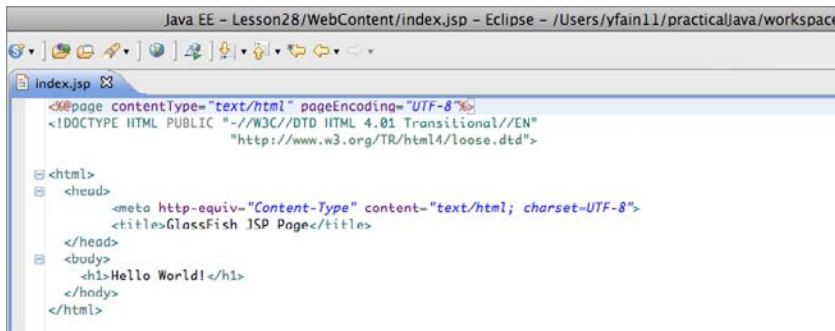 Java EE - Lesson28/WebContent/index.jsp - Eclipse - /Users/yfain11/practicalJava/workspace
index.jsp
<%@page contentType="text/html" pageEncoding="UTF-8"%>
<!DOCTYPE HTML PUBLIC "-//W3C//DTD HTML 4.01 Transitional//EN"
"http://www.w3.org/TR/html4/loose.dtd">
<html>
<head>
<meta http-equiv="Content-Type" content="text/html; charset=UTF-8">
<title>GlassFish JSP Page</title>
</head>
<body>
<h1>Hello World!</h1>
</body>
</html>